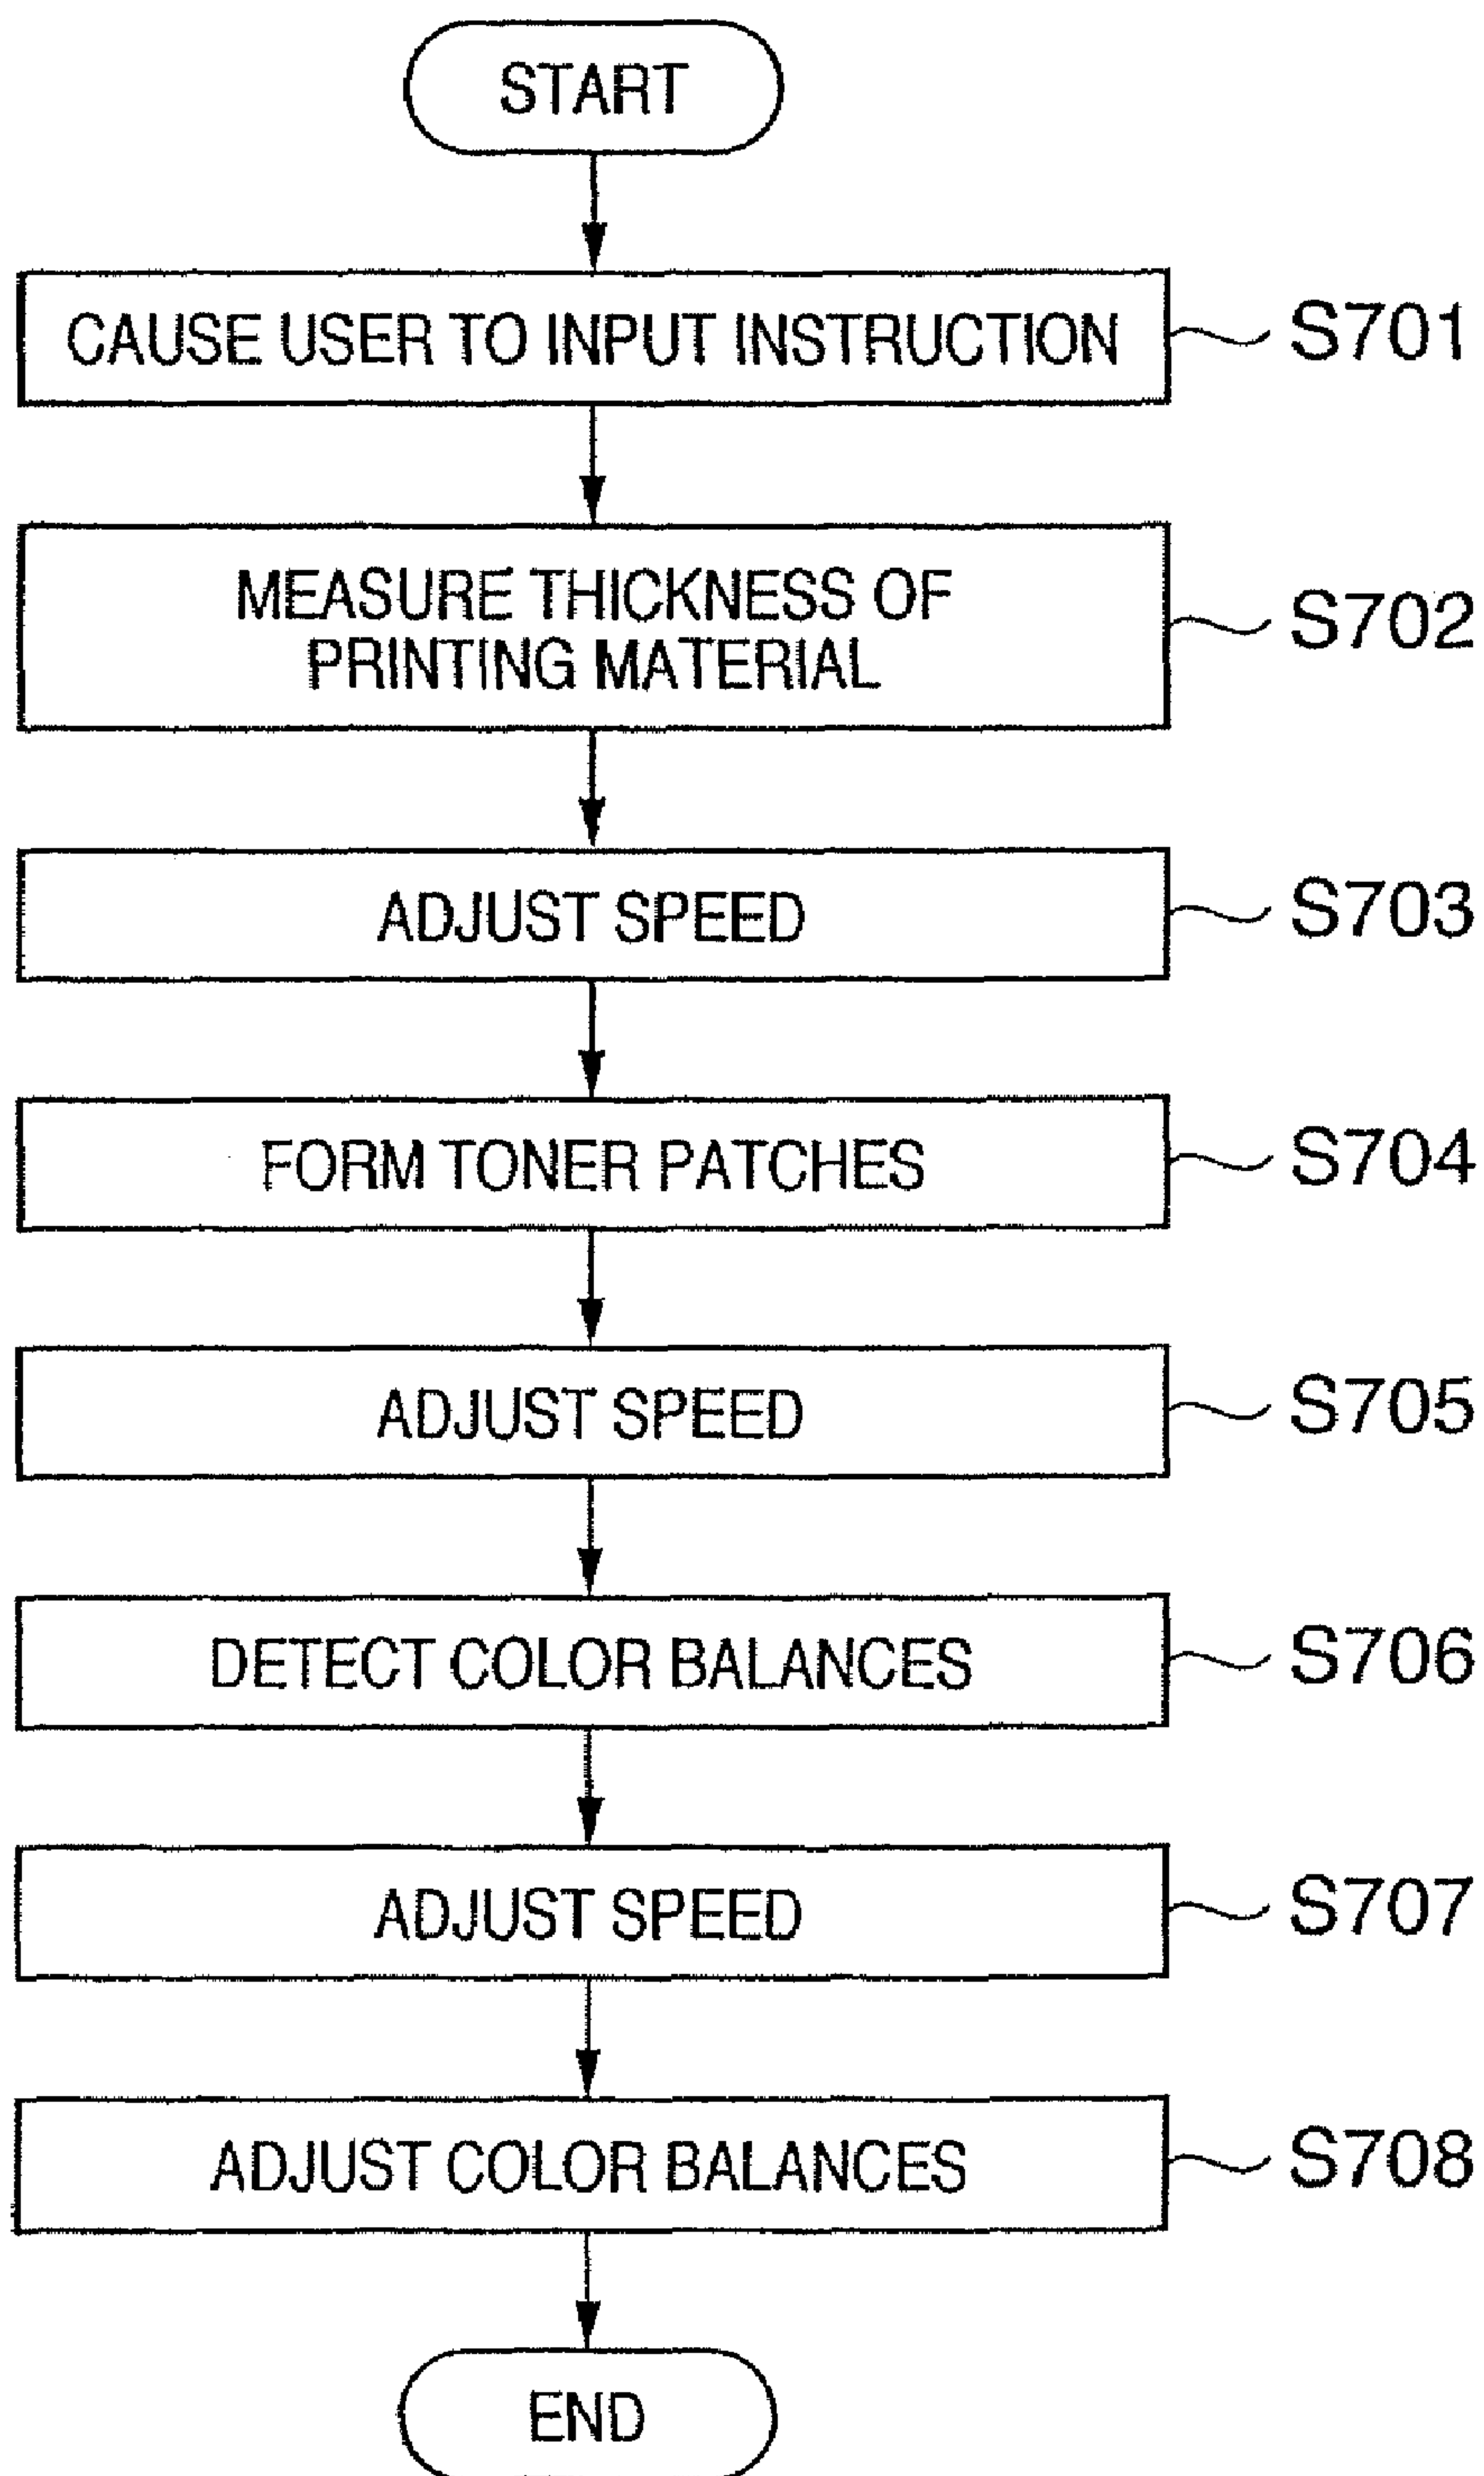 START
CAUSE USER TO INPUT INSTRUCTION
S701
MEASURE THICKNESS OF
PRINTING MATERIAL
S702
ADJUST SPEED
S703
FORM TONER PATCHES
S704
ADJUST SPEED
S705
DETECT COLOR BALANCES
S706
ADJUST SPEED
S707
ADJUST COLOR BALANCES
S708
END